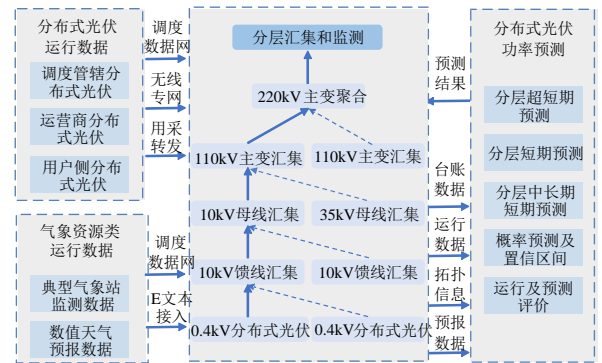 分布式光伏
运行数据
调度管辖分
布式光伏
运营商分布
式光伏
用户侧分布
式光伏
气象资源类
运行数据
典型气象站
监测数据
数值天气
预报数据
调度
数据网
无线
专网
用采
转发
调度
数据网
E文本
接入
分层汇集和监测
220kV主变聚合
110kV主变汇集
110kV主变汇集
10kV母线汇集
35kV母线汇集
10kV馈线汇集
10kV馈线汇集
0.4kV分布式光伏
0.4kV分布式光伏
预测
结果
台账
数据
运行
数据
拓扑
信息
预报
数据
分布式光伏
功率预测
分层超短期
预测
分层短期预测
分层中长期
短期预测
概率预测及
置信区间
运行及预测
评价